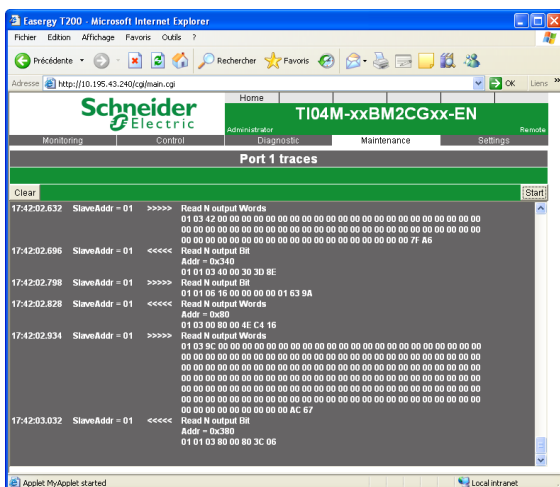 Easergy T200 - Microsoft Internet Explorer
Fichier Edition Affichage Favoris Outils ?
Précédente Rechercher Favoris
Adresse http://10.195.43.240/cgi/main.cgi OK Liens »
Schneider Electric
Home
TI04M-xxBM2CGxx-EN
Administrator Remote
Monitoring Control Diagnostic Maintenance Settings
Port 1 traces
Clear Start
17:42:02.632 SlaveAddr = 01 >>>>> Read N output Words
01 03 42 00 00 00 00 00 00 00 00 00 00 00 00 00 00 00 00 00 00 00 00 00 00
00 00 00 00 00 00 00 00 00 00 00 00 00 00 00 00 00 00 00 00 00 00 00 00 00
00 00 00 00 00 00 00 00 00 00 00 00 00 00 00 00 00 00 00 7F A6
17:42:02.696 SlaveAddr = 01 <<<<< Read N output Bit
Addr = 0x340
01 01 03 40 00 30 3D 8E
17:42:02.798 SlaveAddr = 01 >>>>> Read N output Bit
01 01 06 16 00 00 00 00 01 63 9A
17:42:02.828 SlaveAddr = 01 <<<<< Read N output Words
Addr = 0x80
01 03 00 80 00 4E C4 16
17:42:02.934 SlaveAddr = 01 >>>>> Read N output Words
01 03 9C 00 00 00 00 00 00 00 00 00 00 00 00 00 00 00 00 00 00 00 00 00 00
00 00 00 00 00 00 00 00 00 00 00 00 00 00 00 00 00 00 00 00 00 00 00 00 00
00 00 00 00 00 00 00 00 00 00 00 00 00 00 00 00 00 00 00 00 00 00 00 00 00
00 00 00 00 00 00 00 00 00 00 00 00 00 00 00 00 00 00 00 00 00 00 00 00 00
00 00 00 00 00 00 00 00 00 00 00 00 00 00 00 00 00 00 00 00 00 00 00 00 00
00 00 00 00 00 00 00 00 00 00 00 00 00 00 00 00 00 00 00 00 00 00 00 00 00
00 00 00 00 00 00 00 00 00 AC 67
17:42:03.032 SlaveAddr = 01 <<<<< Read N output Bit
Addr = 0x380
01 01 03 80 00 80 3C 06
Applet MyApplet started Local intranet